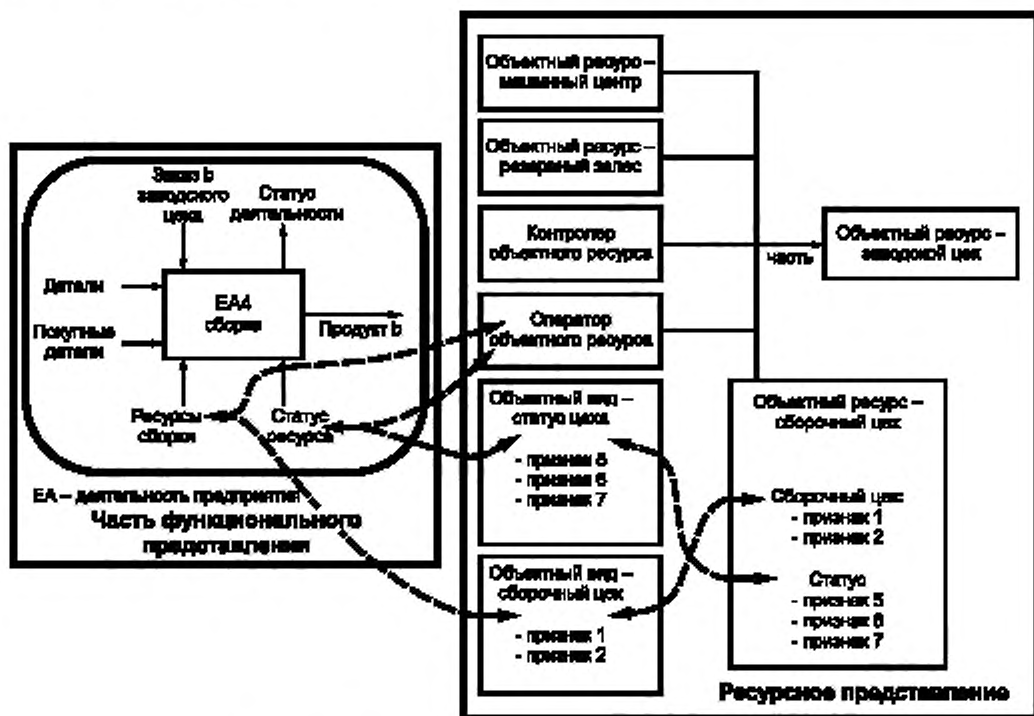 Заказ b
заводского
цеха
Статус
деятельности
Детали
Покупные
детали
ЕА4
сборка
Продукт b
Ресурсы
сборки
Статус
ресурса
ЕА – деятельность предприятия
Часть функционального
представления
Объектный ресурс –
машинный центр
Объектный ресурс –
резервный запас
Контролер
объектного ресурса
Оператор
объектного ресурса
Объектный вид –
статус цеха
- признак 5
- признак 6
- признак 7
Объектный вид –
сборочный цех
- признак 1
- признак 2
часть
Объектный ресурс –
заводской цех
Объектный ресурс –
сборочный цех
Сборочный цех
- признак 1
- признак 2
Статус
- признак 5
- признак 6
- признак 7
Ресурсное представление